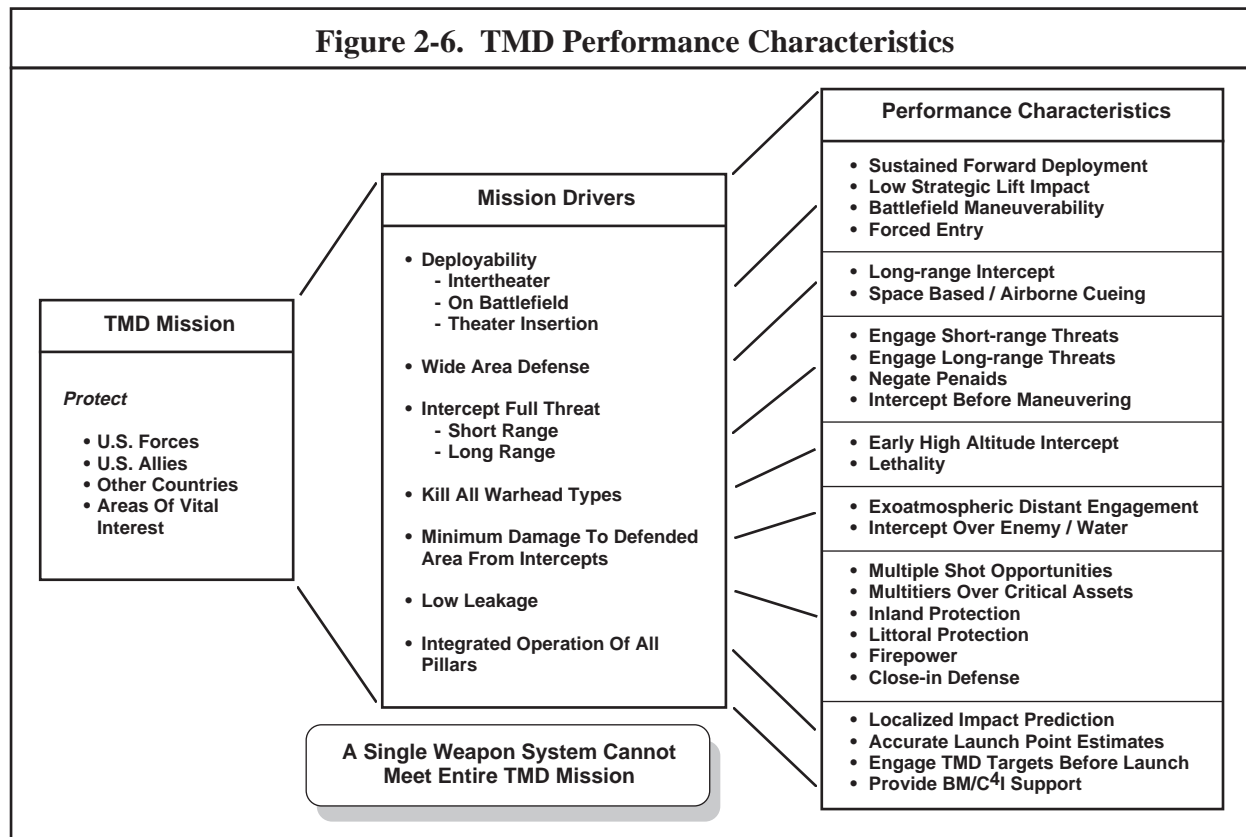 Figure 2-6. TMD Performance Characteristics
TMD Mission
Protect
• U.S. Forces
• U.S. Allies
• Other Countries
• Areas Of Vital
Interest
Mission Drivers
• Deployability
- Intertheater
- On Battlefield
- Theater Insertion
• Wide Area Defense
• Intercept Full Threat
- Short Range
- Long Range
• Kill All Warhead Types
• Minimum Damage To Defended
Area From Intercepts
• Low Leakage
• Integrated Operation Of All
Pillars
A Single Weapon System Cannot
Meet Entire TMD Mission
Performance Characteristics
• Sustained Forward Deployment
• Low Strategic Lift Impact
• Battlefield Maneuverability
• Forced Entry
• Long-range Intercept
• Space Based / Airborne Cueing
• Engage Short-range Threats
• Engage Long-range Threats
• Negate Penaids
• Intercept Before Maneuvering
• Early High Altitude Intercept
• Lethality
• Exoatmospheric Distant Engagement
• Intercept Over Enemy / Water
• Multiple Shot Opportunities
• Multitiers Over Critical Assets
• Inland Protection
• Littoral Protection
• Firepower
• Close-in Defense
• Localized Impact Prediction
• Accurate Launch Point Estimates
• Engage TMD Targets Before Launch
• Provide BM/C⁴I Support